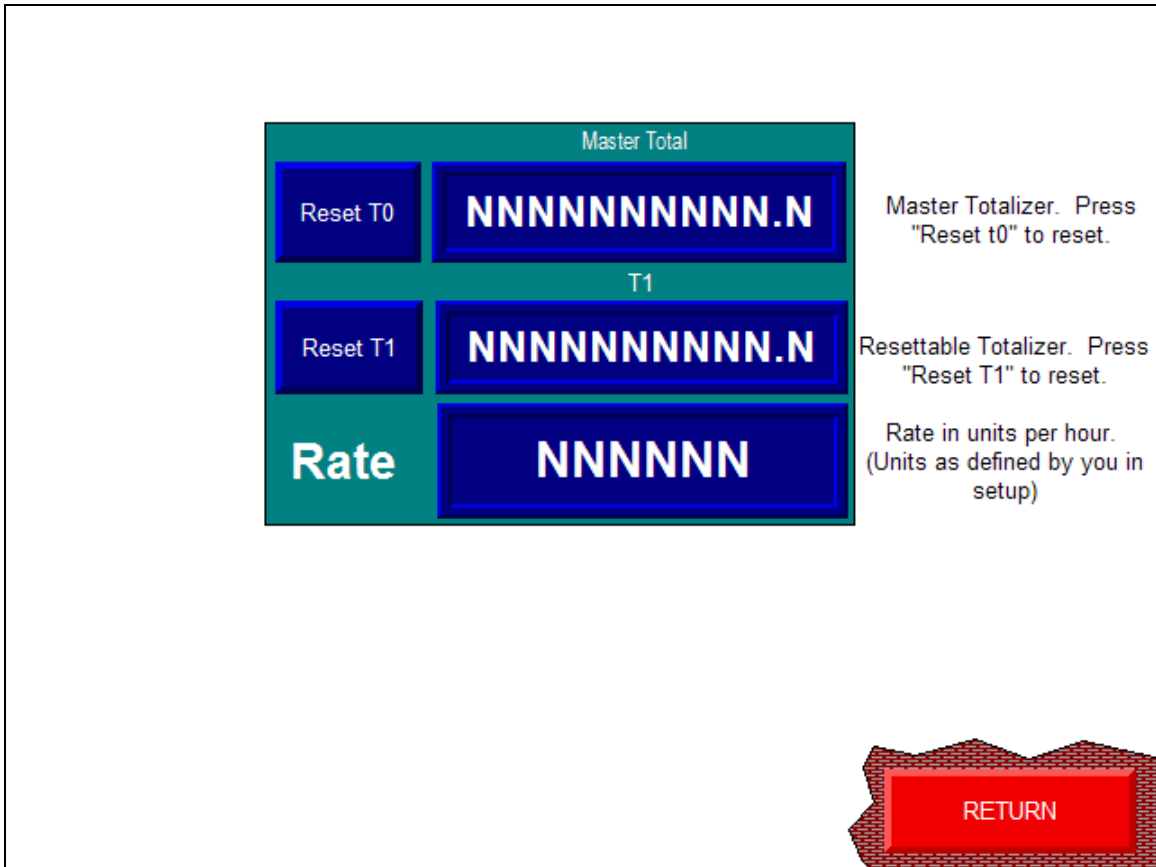 Master Total
Reset T0
NNNNNNNNNN.N
Master Totalizer.  Press
"Reset t0" to reset.
T1
Reset T1
NNNNNNNNNN.N
Resettable Totalizer.  Press
"Reset T1" to reset.
Rate
NNNNNN
Rate in units per hour.
(Units as defined by you in
setup)
RETURN